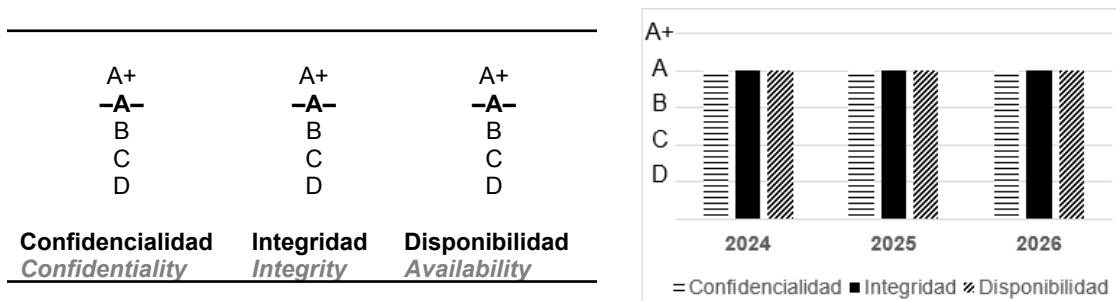 A+ A+ A+
–A– –A– –A–
B B B
C C C
D D D
Confidencialidad Integridad Disponibilidad
Confidentiality Integrity Availability
A+
A
B
C
D
2024 2025 2026
Confidencialidad Integridad Disponibilidad